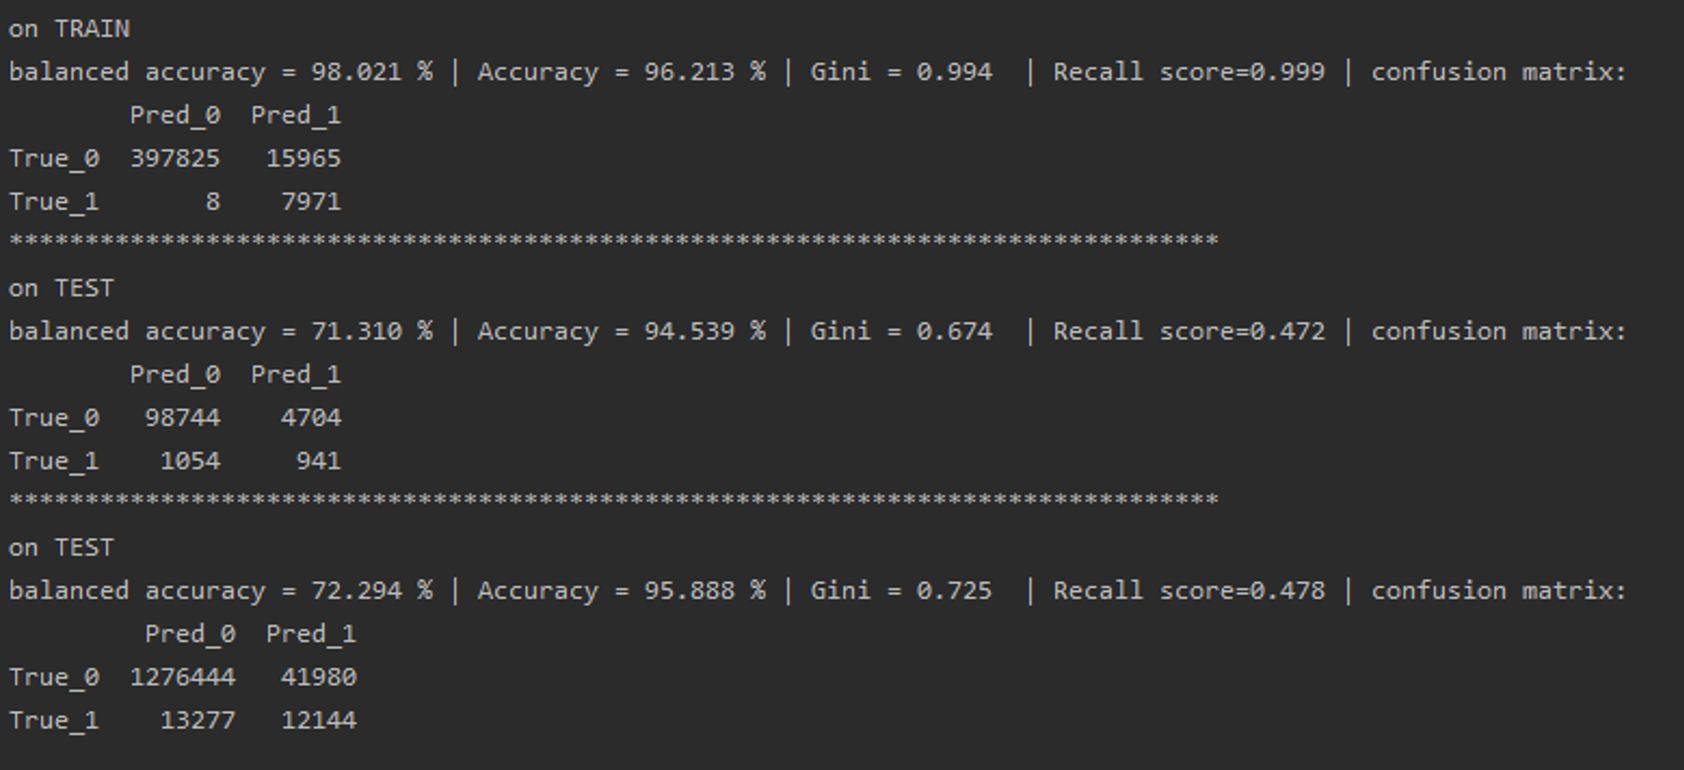 on TRAIN
balanced accuracy = 98.021 % | Accuracy = 96.213 % | Gini = 0.994  | Recall score=0.999 | confusion matrix:
        Pred_0  Pred_1
True_0  397825   15965
True_1       8    7971
********************************************************************************
on TEST
balanced accuracy = 71.310 % | Accuracy = 94.539 % | Gini = 0.674  | Recall score=0.472 | confusion matrix:
        Pred_0  Pred_1
True_0   98744    4704
True_1    1054     941
********************************************************************************
on TEST
balanced accuracy = 72.294 % | Accuracy = 95.888 % | Gini = 0.725  | Recall score=0.478 | confusion matrix:
         Pred_0  Pred_1
True_0  1276444   41980
True_1    13277   12144